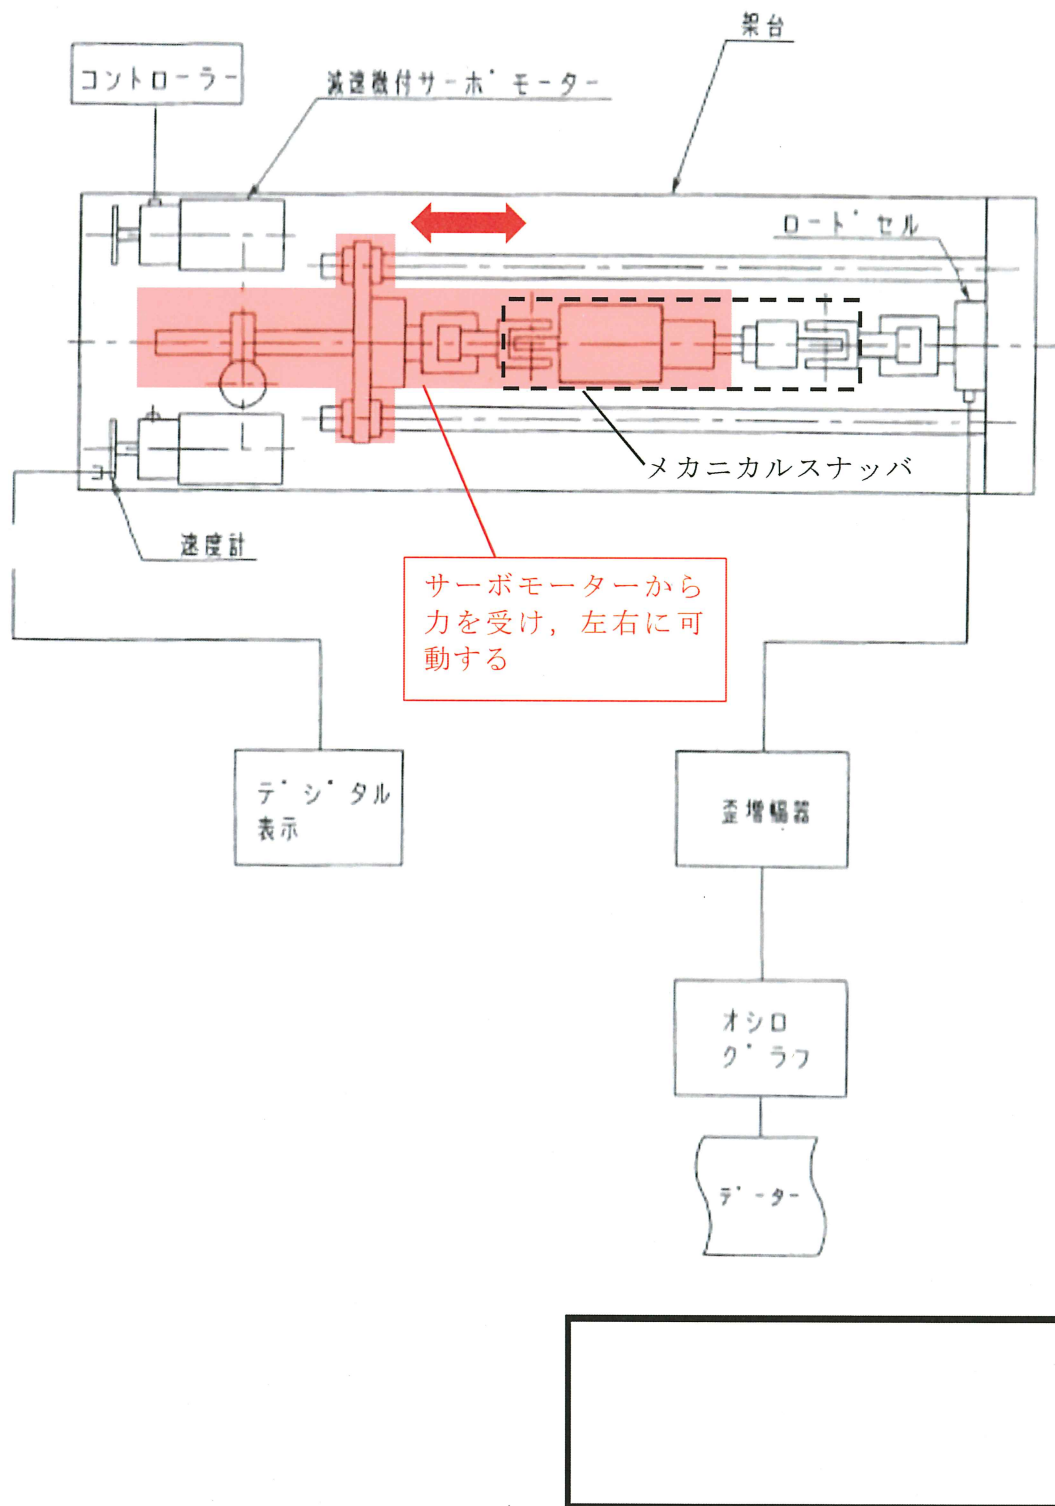 架台
コントローラー
減速機付サーボモーター
ロードセル
メカニカルスナッバ
速度計
サーボモーターから
力を受け，左右に可
動する
デジタル
表示
歪増幅器
オシロ
グラフ
データー